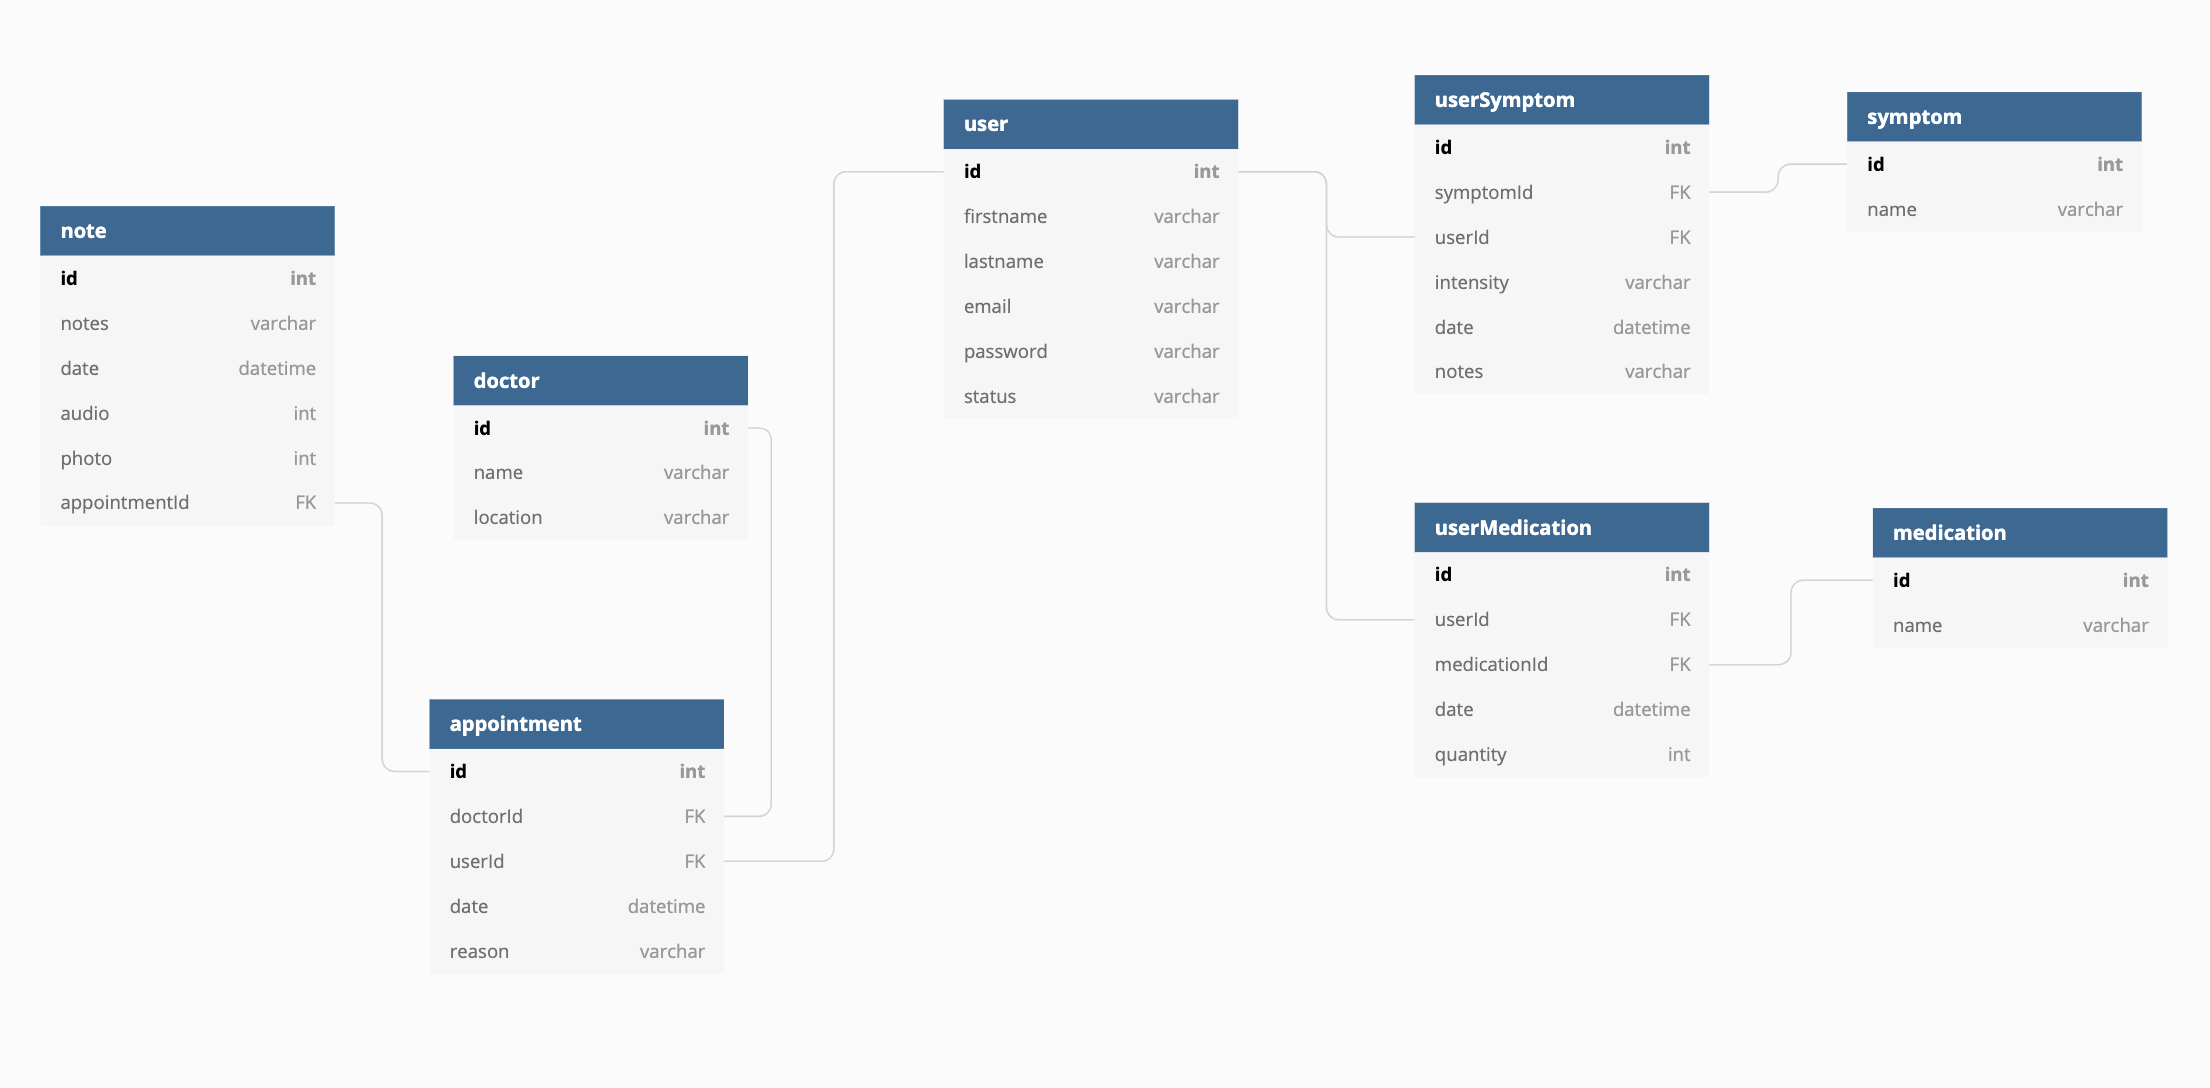 note
id int
notes varchar
date datetime
audio int
photo int
appointmentId FK
doctor
id int
name varchar
location varchar
appointment
id int
doctorId FK
userId FK
date datetime
reason varchar
user
id int
firstname varchar
lastname varchar
email varchar
password varchar
status varchar
userSymptom
id int
symptomId FK
userId FK
intensity varchar
date datetime
notes varchar
symptom
id int
name varchar
userMedication
id int
userId FK
medicationId FK
date datetime
quantity int
medication
id int
name varchar